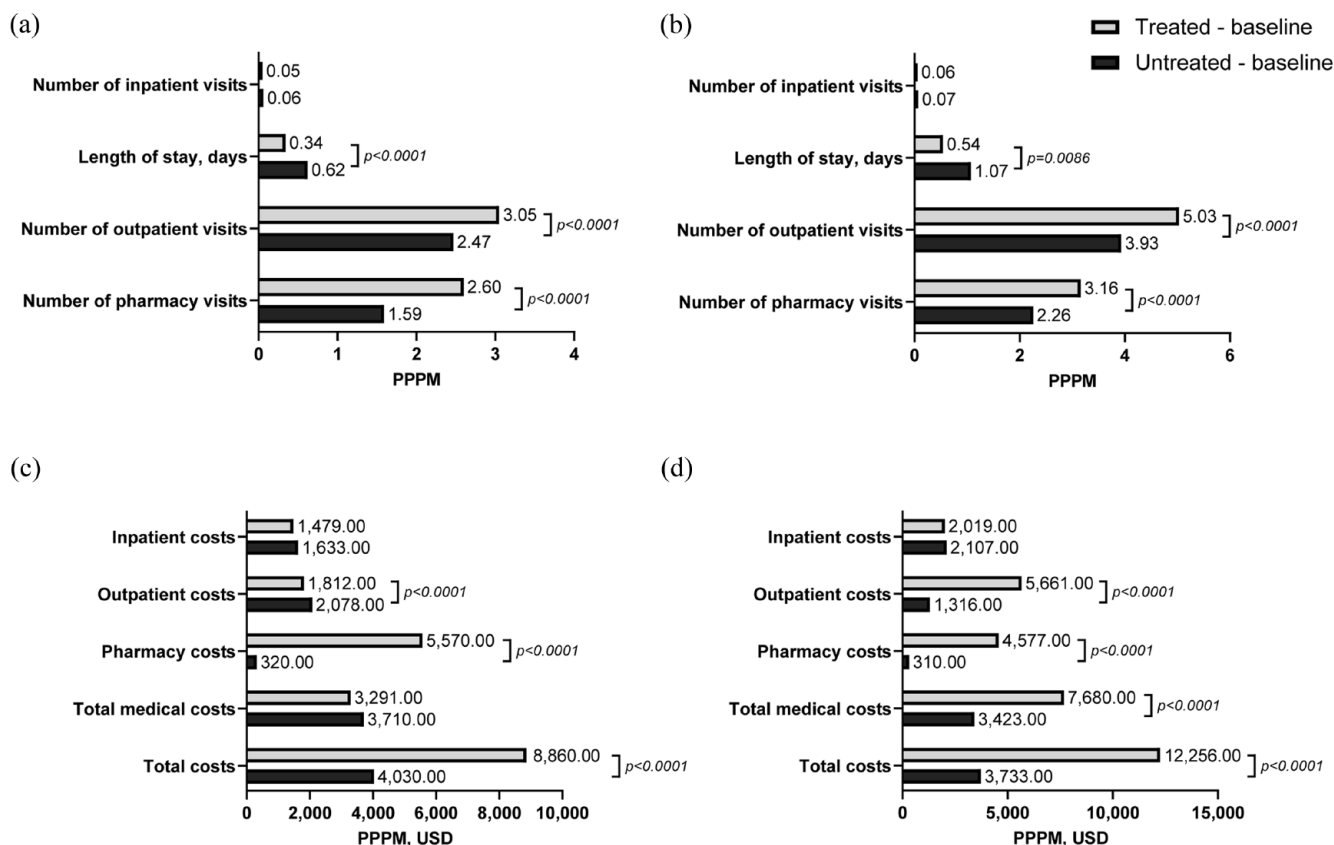 (a)
Number of inpatient visits
0.05
0.06
Length of stay, days
0.34
0.62
p<0.0001
Number of outpatient visits
3.05
2.47
p<0.0001
Number of pharmacy visits
2.60
1.59
p<0.0001
0 1 2 3 4
PPPM
(b)
Treated - baseline
Untreated - baseline
Number of inpatient visits
0.06
0.07
Length of stay, days
0.54
1.07
p=0.0086
Number of outpatient visits
5.03
3.93
p<0.0001
Number of pharmacy visits
3.16
2.26
p<0.0001
0 2 4 6
PPPM
(c)
Inpatient costs
1,479.00
1,633.00
Outpatient costs
1,812.00
2,078.00
p<0.0001
Pharmacy costs
5,570.00
320.00
p<0.0001
Total medical costs
3,291.00
3,710.00
Total costs
8,860.00
4,030.00
p<0.0001
0 2,000 4,000 6,000 8,000 10,000
PPPM, USD
(d)
Inpatient costs
2,019.00
2,107.00
Outpatient costs
5,661.00
1,316.00
p<0.0001
Pharmacy costs
4,577.00
310.00
p<0.0001
Total medical costs
7,680.00
3,423.00
p<0.0001
Total costs
12,256.00
3,733.00
p<0.0001
0 5,000 10,000 15,000
PPPM, USD